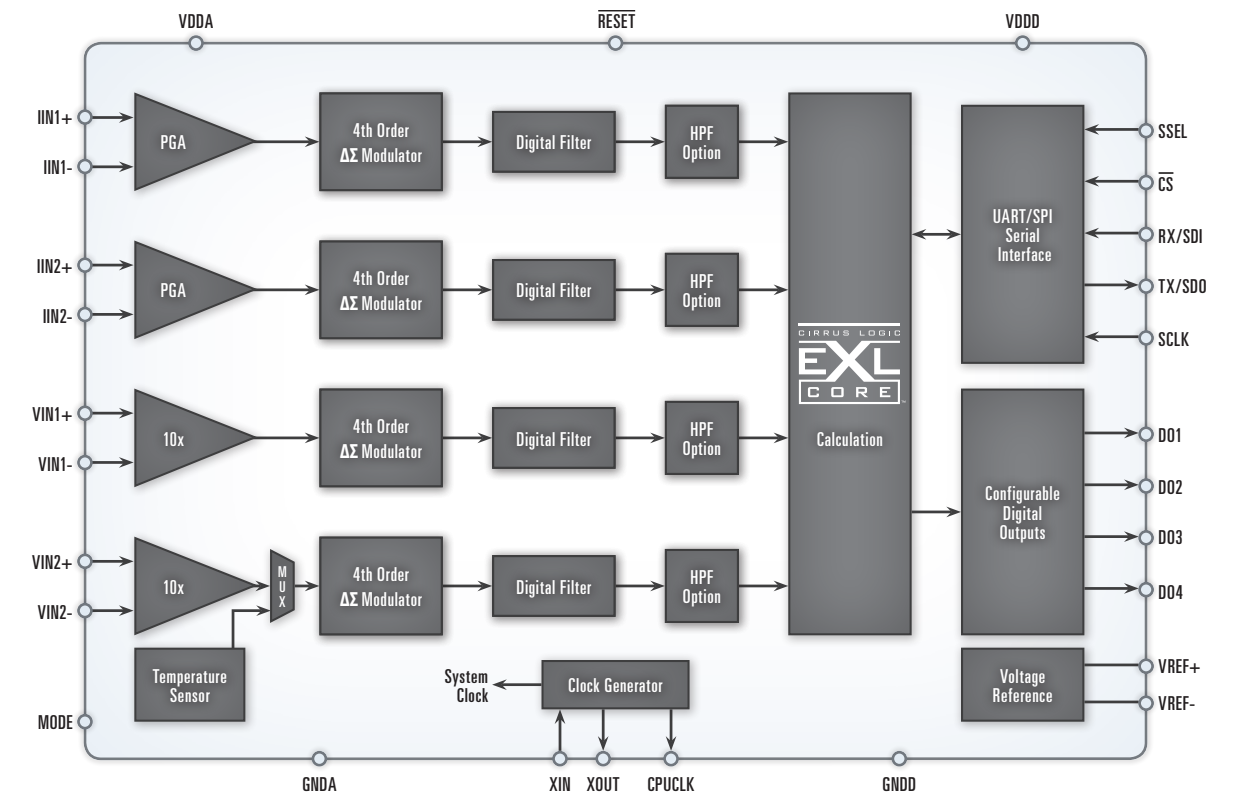 VDDA
RESET
VDDD
IIN1+
IIN1-
PGA
4th Order
ΔΣ Modulator
Digital Filter
HPF
Option
IIN2+
IIN2-
PGA
4th Order
ΔΣ Modulator
Digital Filter
HPF
Option
VIN1+
VIN1-
10x
4th Order
ΔΣ Modulator
Digital Filter
HPF
Option
VIN2+
VIN2-
10x
MUX
4th Order
ΔΣ Modulator
Digital Filter
HPF
Option
Temperature
Sensor
MODE
System
Clock
Clock Generator
CIRRUS LOGIC
EXL
CORE
™
Calculation
UART/SPI
Serial
Interface
SSEL
CS
RX/SDI
TX/SDO
SCLK
Configurable
Digital
Outputs
DO1
DO2
DO3
DO4
Voltage
Reference
VREF+
VREF-
GNDA
XIN
XOUT
CPUCLK
GNDD